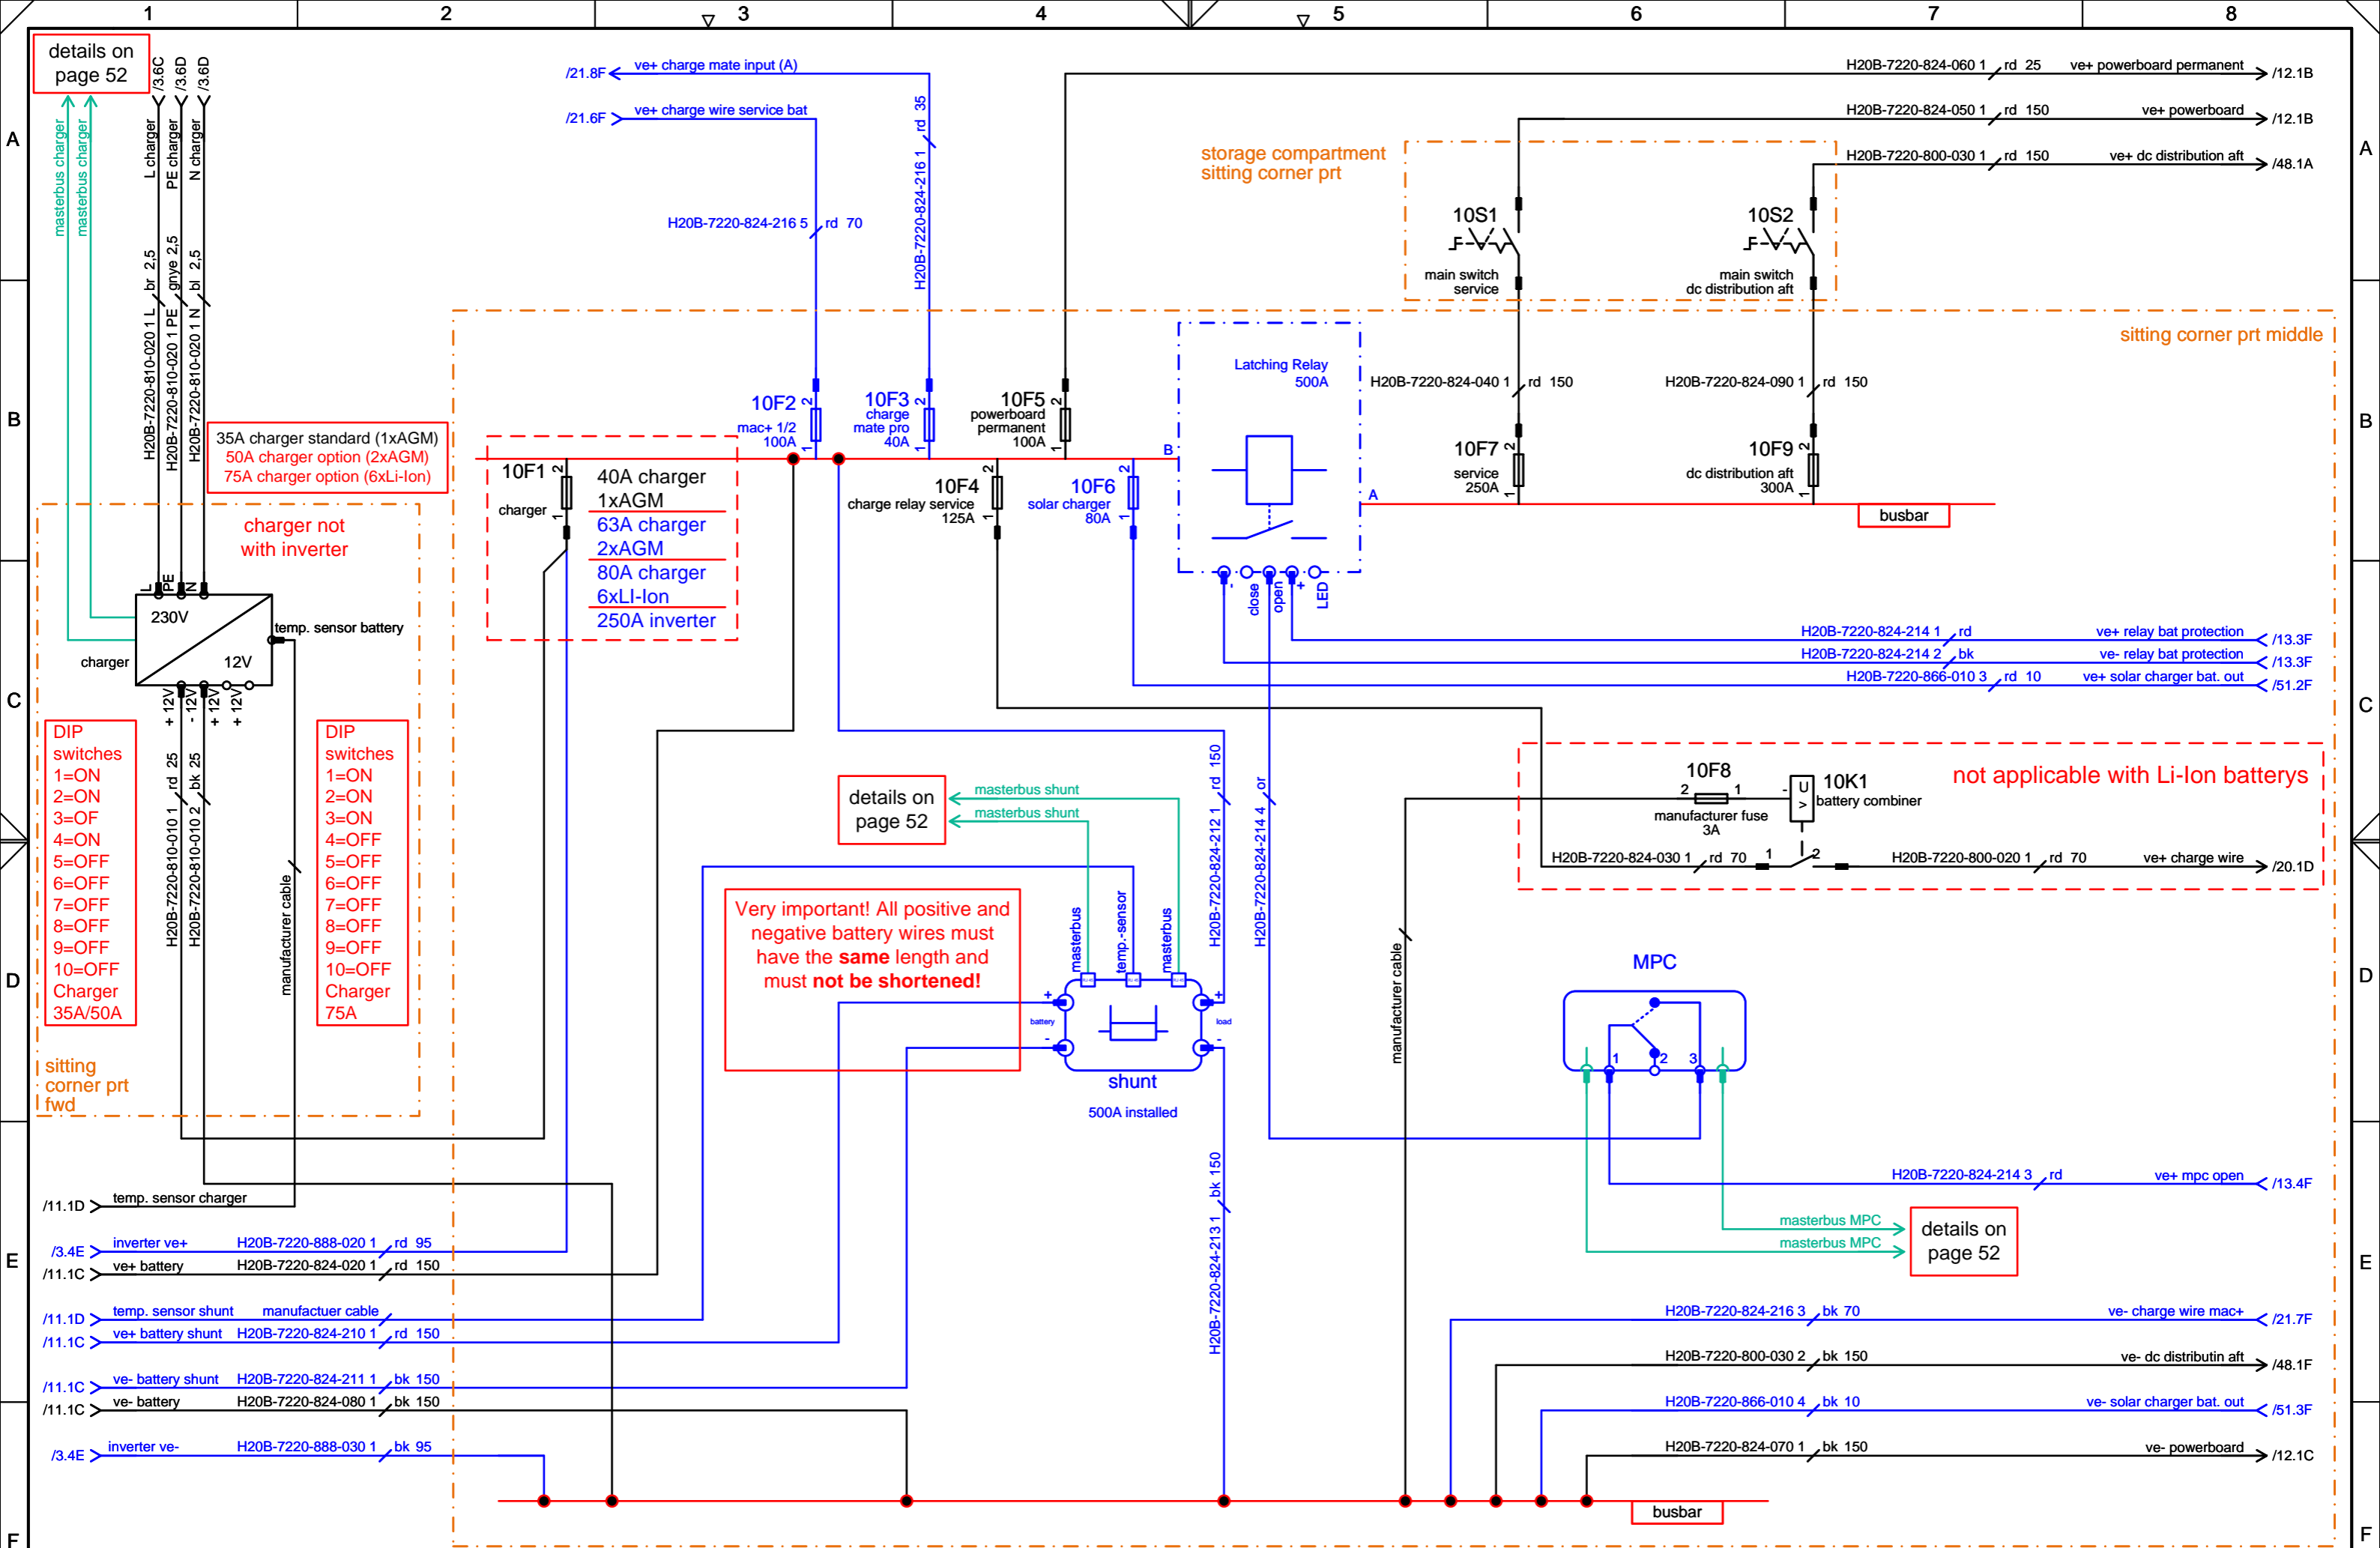 1
2
3
4
5
6
7
8
A
A
B
B
C
C
D
D
E
E
F
F
details on
page 52
/3.6C
/3.6D
/3.6D
masterbus charger
masterbus charger
L charger
PE charger
N charger
br 2,5
gnye 2,5
bl 2,5
H20B-7220-810-020 1 L
H20B-7220-810-020 1 PE
H20B-7220-810-020 1 N
/21.8F
ve+ charge mate input (A)
/21.6F
ve+ charge wire service bat
H20B-7220-824-216 5
rd 70
H20B-7220-824-216 1
rd 35
H20B-7220-824-060 1
rd 25
ve+ powerboard permanent
/12.1B
H20B-7220-824-050 1
rd 150
ve+ powerboard
/12.1B
H20B-7220-800-030 1
rd 150
ve+ dc distribution aft
/48.1A
storage compartment
sitting corner prt
10S1
main switch
service
10S2
main switch
dc distribution aft
sitting corner prt middle
Latching Relay
500A
H20B-7220-824-040 1
rd 150
H20B-7220-824-090 1
rd 150
10F2
2
mac+ 1/2
100A
1
10F3
2
charge
mate pro
40A
1
10F5
2
powerboard
permanent
100A
1
B
A
10F7
2
service
250A
1
10F9
2
dc distribution aft
300A
1
busbar
35A charger standard (1xAGM)
50A charger option (2xAGM)
75A charger option (6xLi-Ion)
10F1
2
charger
1
40A charger
1xAGM
63A charger
2xAGM
80A charger
6xLI-Ion
250A inverter
10F4
2
charge relay service
125A
1
10F6
2
solar charger
80A
1
-
close
open
+
LED
charger not
with inverter
L
PE
N
230V
12V
charger
temp. sensor battery
+ 12V
- 12V
+ 12V
+ 12V
H20B-7220-824-214 1
rd
ve+ relay bat protection
/13.3F
H20B-7220-824-214 2
bk
ve- relay bat protection
/13.3F
H20B-7220-866-010 3
rd 10
ve+ solar charger bat. out
/51.2F
DIP
switches
1=ON
2=ON
3=OF
4=ON
5=OFF
6=OFF
7=OFF
8=OFF
9=OFF
10=OFF
Charger
35A/50A
H20B-7220-810-010 1
rd 25
H20B-7220-810-010 2
bk 25
manufacturer cable
DIP
switches
1=ON
2=ON
3=ON
4=OFF
5=OFF
6=OFF
7=OFF
8=OFF
9=OFF
10=OFF
Charger
75A
sitting
corner prt
fwd
details on
page 52
masterbus shunt
masterbus shunt
H20B-7220-824-212 1
rd 150
H20B-7220-824-214 4
or
Very important! All positive and
negative battery wires must
have the same length and
must not be shortened!
masterbus
temp.-sensor
masterbus
+
battery
-
+
load
-
shunt
500A installed
10F8
2
1
manufacturer fuse
3A
-
U
>
10K1
battery combiner
not applicable with Li-Ion batterys
H20B-7220-824-030 1
rd 70
1
2
H20B-7220-800-020 1
rd 70
ve+ charge wire
/20.1D
manufacturer cable
MPC
1
2
3
H20B-7220-824-214 3
rd
ve+ mpc open
/13.4F
masterbus MPC
masterbus MPC
details on
page 52
/11.1D
temp. sensor charger
/3.4E
inverter ve+
H20B-7220-888-020 1
rd 95
/11.1C
ve+ battery
H20B-7220-824-020 1
rd 150
/11.1D
temp. sensor shunt
manufactuer cable
/11.1C
ve+ battery shunt
H20B-7220-824-210 1
rd 150
/11.1C
ve- battery shunt
H20B-7220-824-211 1
bk 150
/11.1C
ve- battery
H20B-7220-824-080 1
bk 150
/3.4E
inverter ve-
H20B-7220-888-030 1
bk 95
H20B-7220-824-213 1
bk 150
H20B-7220-824-216 3
bk 70
ve- charge wire mac+
/21.7F
H20B-7220-800-030 2
bk 150
ve- dc distributin aft
/48.1F
H20B-7220-866-010 4
bk 10
ve- solar charger bat. out
/51.3F
H20B-7220-824-070 1
bk 150
ve- powerboard
/12.1C
busbar